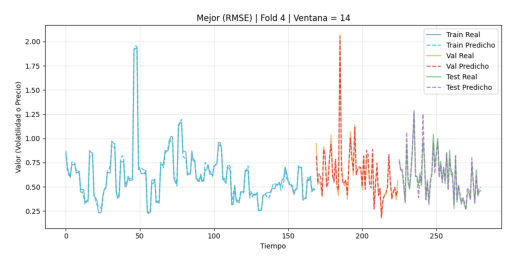 Mejor (RMSE) | Fold 4 | Ventana = 14
Valor (Volatilidad o Precio)
2.00
1.75
1.50
1.25
1.00
0.75
0.50
0.25
Train Real
Train Predicho
Val Real
Val Predicho
Test Real
Test Predicho
0
50
100
150
200
250
Tiempo